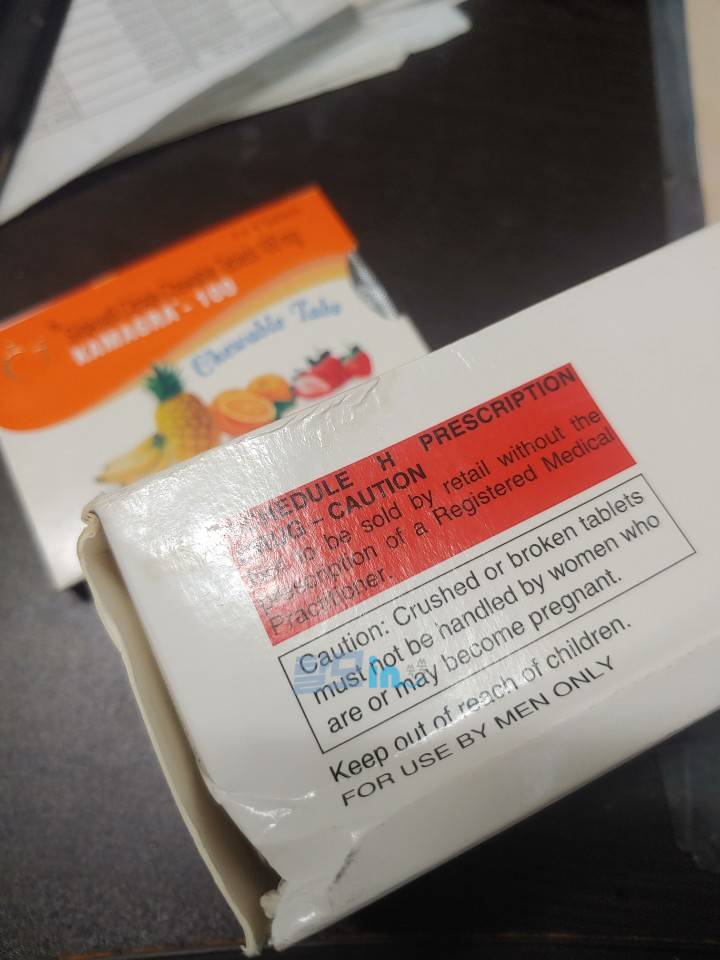 KAMAGRA - 100
Chewable Tabs
SCHEDULE H PRESCRIPTION
DRUG – CAUTION
Not to be sold by retail without the
Prescription of a Registered Medical
Practitioner.
Caution: Crushed or broken tablets
must not be handled by women who
are or may become pregnant.
Keep out of reach of children.
FOR USE BY MEN ONLY